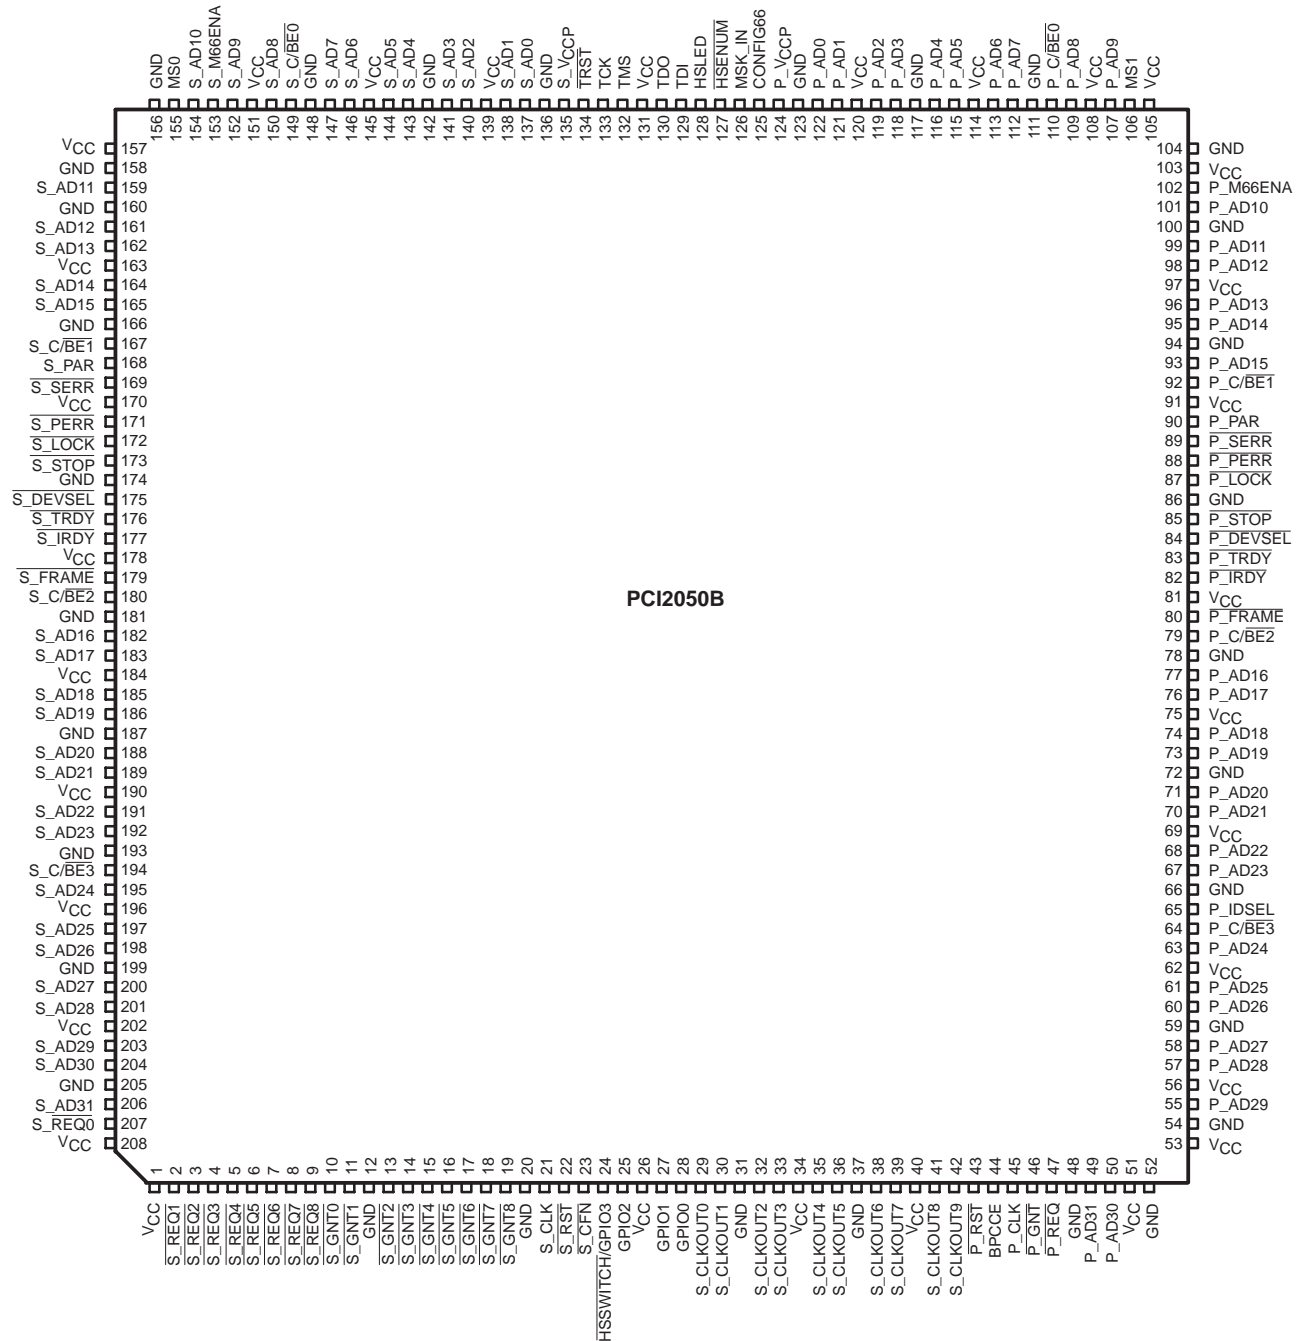 GND MS0 S_AD10 S_M66ENA S_AD9 VCC S_AD8 S_C/BE0 GND S_AD7 S_AD6 VCC S_AD5 S_AD4 GND S_AD3 S_AD2 VCC S_AD1 S_AD0 GND S_VCCP TRST TCK TMS VCC TDO TDI HSLED HSENUM MSK_IN CONFIG66 P_VCCP GND P_AD0 P_AD1 VCC P_AD2 P_AD3 GND P_AD4 P_AD5 VCC P_AD6 P_AD7 GND P_C/BE0 P_AD8 VCC P_AD9 MS1 VCC
156 155 154 153 152 151 150 149 148 147 146 145 144 143 142 141 140 139 138 137 136 135 134 133 132 131 130 129 128 127 126 125 124 123 122 121 120 119 118 117 116 115 114 113 112 111 110 109 108 107 106 105
VCC 157
GND 158
S_AD11 159
GND 160
S_AD12 161
S_AD13 162
VCC 163
S_AD14 164
S_AD15 165
GND 166
S_C/BE1 167
S_PAR 168
S_SERR 169
VCC 170
S_PERR 171
S_LOCK 172
S_STOP 173
GND 174
S_DEVSEL 175
S_TRDY 176
S_IRDY 177
VCC 178
S_FRAME 179
S_C/BE2 180
GND 181
S_AD16 182
S_AD17 183
VCC 184
S_AD18 185
S_AD19 186
GND 187
S_AD20 188
S_AD21 189
VCC 190
S_AD22 191
S_AD23 192
GND 193
S_C/BE3 194
S_AD24 195
VCC 196
S_AD25 197
S_AD26 198
GND 199
S_AD27 200
S_AD28 201
VCC 202
S_AD29 203
S_AD30 204
GND 205
S_AD31 206
S_REQ0 207
VCC 208
PCI2050B
104 GND
103 VCC
102 P_M66ENA
101 P_AD10
100 GND
99 P_AD11
98 P_AD12
97 VCC
96 P_AD13
95 P_AD14
94 GND
93 P_AD15
92 P_C/BE1
91 VCC
90 P_PAR
89 P_SERR
88 P_PERR
87 P_LOCK
86 GND
85 P_STOP
84 P_DEVSEL
83 P_TRDY
82 P_IRDY
81 VCC
80 P_FRAME
79 P_C/BE2
78 GND
77 P_AD16
76 P_AD17
75 VCC
74 P_AD18
73 P_AD19
72 GND
71 P_AD20
70 P_AD21
69 VCC
68 P_AD22
67 P_AD23
66 GND
65 P_IDSEL
64 P_C/BE3
63 P_AD24
62 VCC
61 P_AD25
60 P_AD26
59 GND
58 P_AD27
57 P_AD28
56 VCC
55 P_AD29
54 GND
53 VCC
1 2 3 4 5 6 7 8 9 10 11 12 13 14 15 16 17 18 19 20 21 22 23 24 25 26 27 28 29 30 31 32 33 34 35 36 37 38 39 40 41 42 43 44 45 46 47 48 49 50 51 52
VCC S_REQ1 S_REQ2 S_REQ3 S_REQ4 S_REQ5 S_REQ6 S_REQ7 S_REQ8 S_GNT0 S_GNT1 GND S_GNT2 S_GNT3 S_GNT4 S_GNT5 S_GNT6 S_GNT7 S_GNT8 GND S_CLK S_RST S_CFN HSSWITCH/GPIO3 GPIO2 VCC GPIO1 GPIO0 S_CLKOUT0 S_CLKOUT1 GND S_CLKOUT2 S_CLKOUT3 VCC S_CLKOUT4 S_CLKOUT5 GND S_CLKOUT6 S_CLKOUT7 VCC S_CLKOUT8 S_CLKOUT9 P_RST BPCCE P_CLK P_GNT P_REQ GND P_AD31 P_AD30 VCC GND